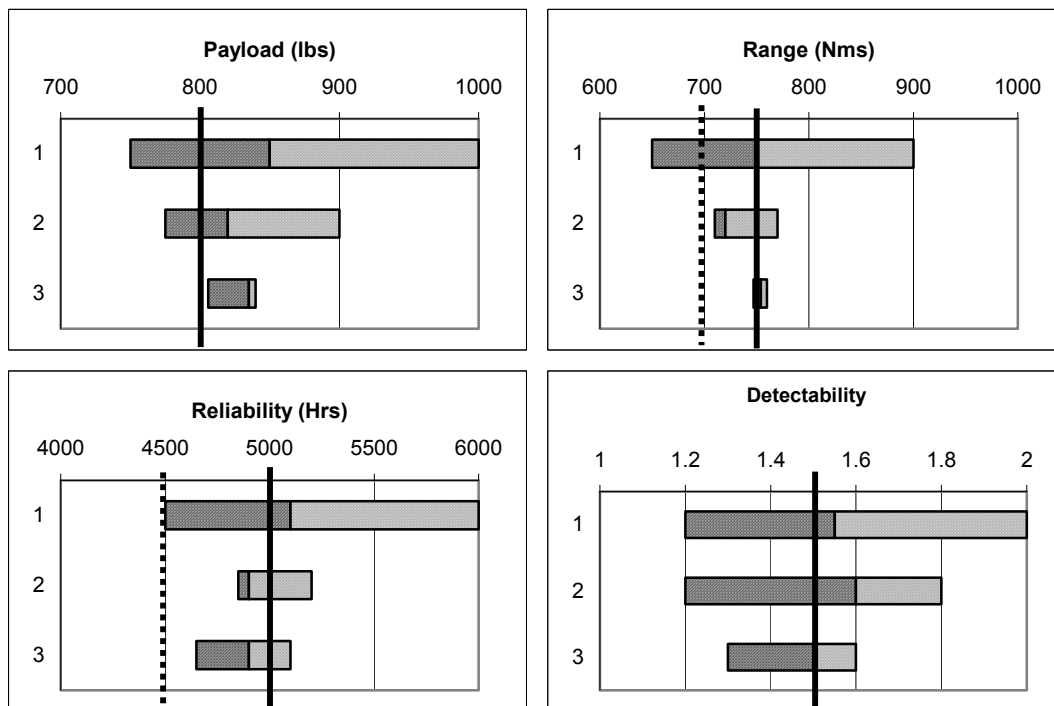 Payload (lbs)
700 800 900 1000
1
2
3
Range (Nms)
600 700 800 900 1000
1
2
3
Reliability (Hrs)
4000 4500 5000 5500 6000
1
2
3
Detectability
1 1.2 1.4 1.6 1.8 2
1
2
3